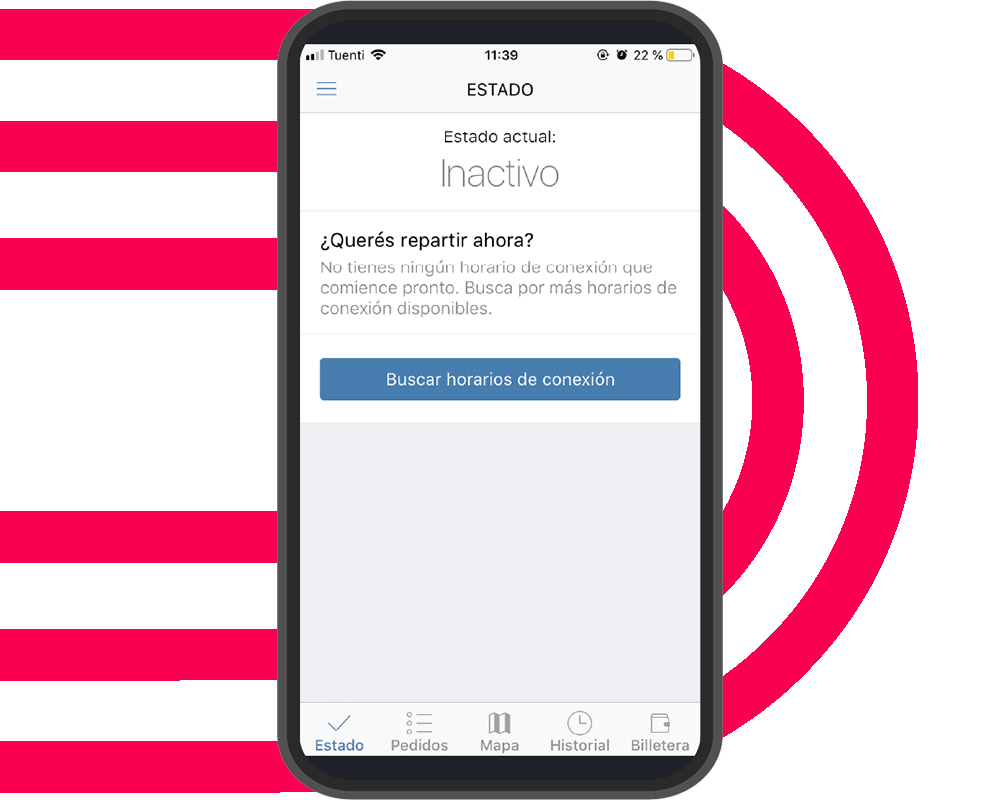 Tuenti 11:39 22 %
ESTADO
Estado actual:
Inactivo
¿Querés repartir ahora?
No tienes ningún horario de conexión que
comience pronto. Busca por más horarios de
conexión disponibles.
Buscar horarios de conexión
Estado Pedidos Mapa Historial Billetera